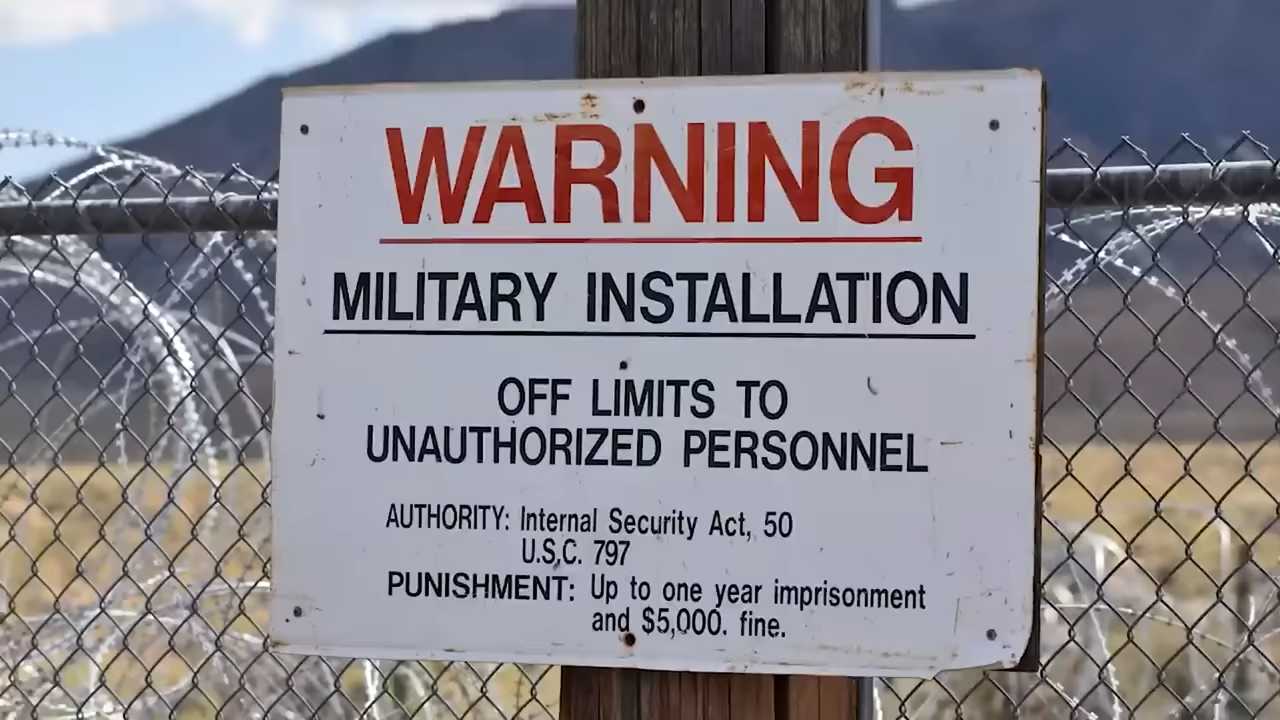 WARNING
MILITARY INSTALLATION
OFF LIMITS TO
UNAUTHORIZED PERSONNEL
AUTHORITY: Internal Security Act, 50
U.S.C. 797
PUNISHMENT: Up to one year imprisonment
and $5,000. fine.